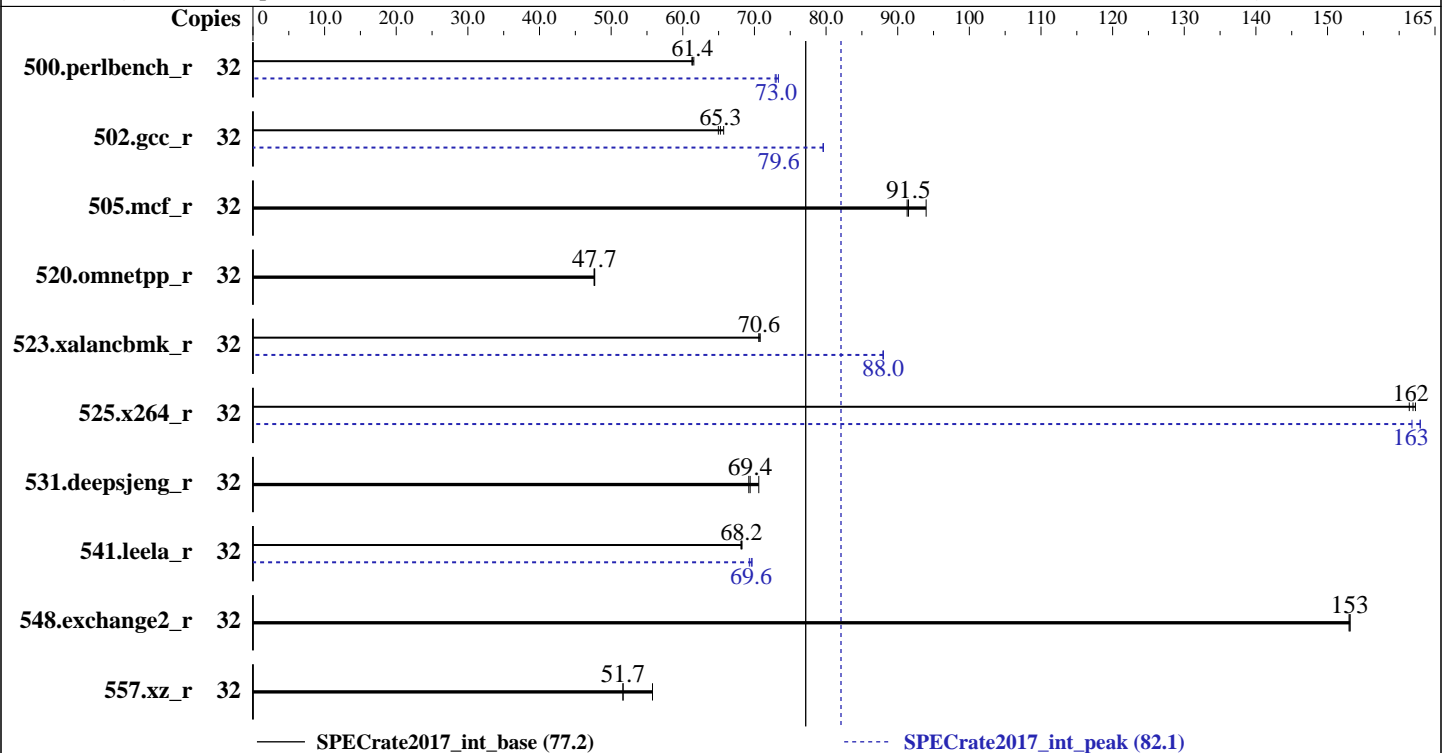 Copies 0 10.0 20.0 30.0 40.0 50.0 60.0 70.0 80.0 90.0 100 110 120 130 140 150 165
500.perlbench_r 32 61.4
73.0
502.gcc_r 32 65.3
79.6
505.mcf_r 32 91.5
520.omnetpp_r 32 47.7
523.xalancbmk_r 32 70.6
88.0
525.x264_r 32 162
163
531.deepsjeng_r 32 69.4
541.leela_r 32 68.2
69.6
548.exchange2_r 32 153
557.xz_r 32 51.7
SPECrate2017_int_base (77.2) SPECrate2017_int_peak (82.1)